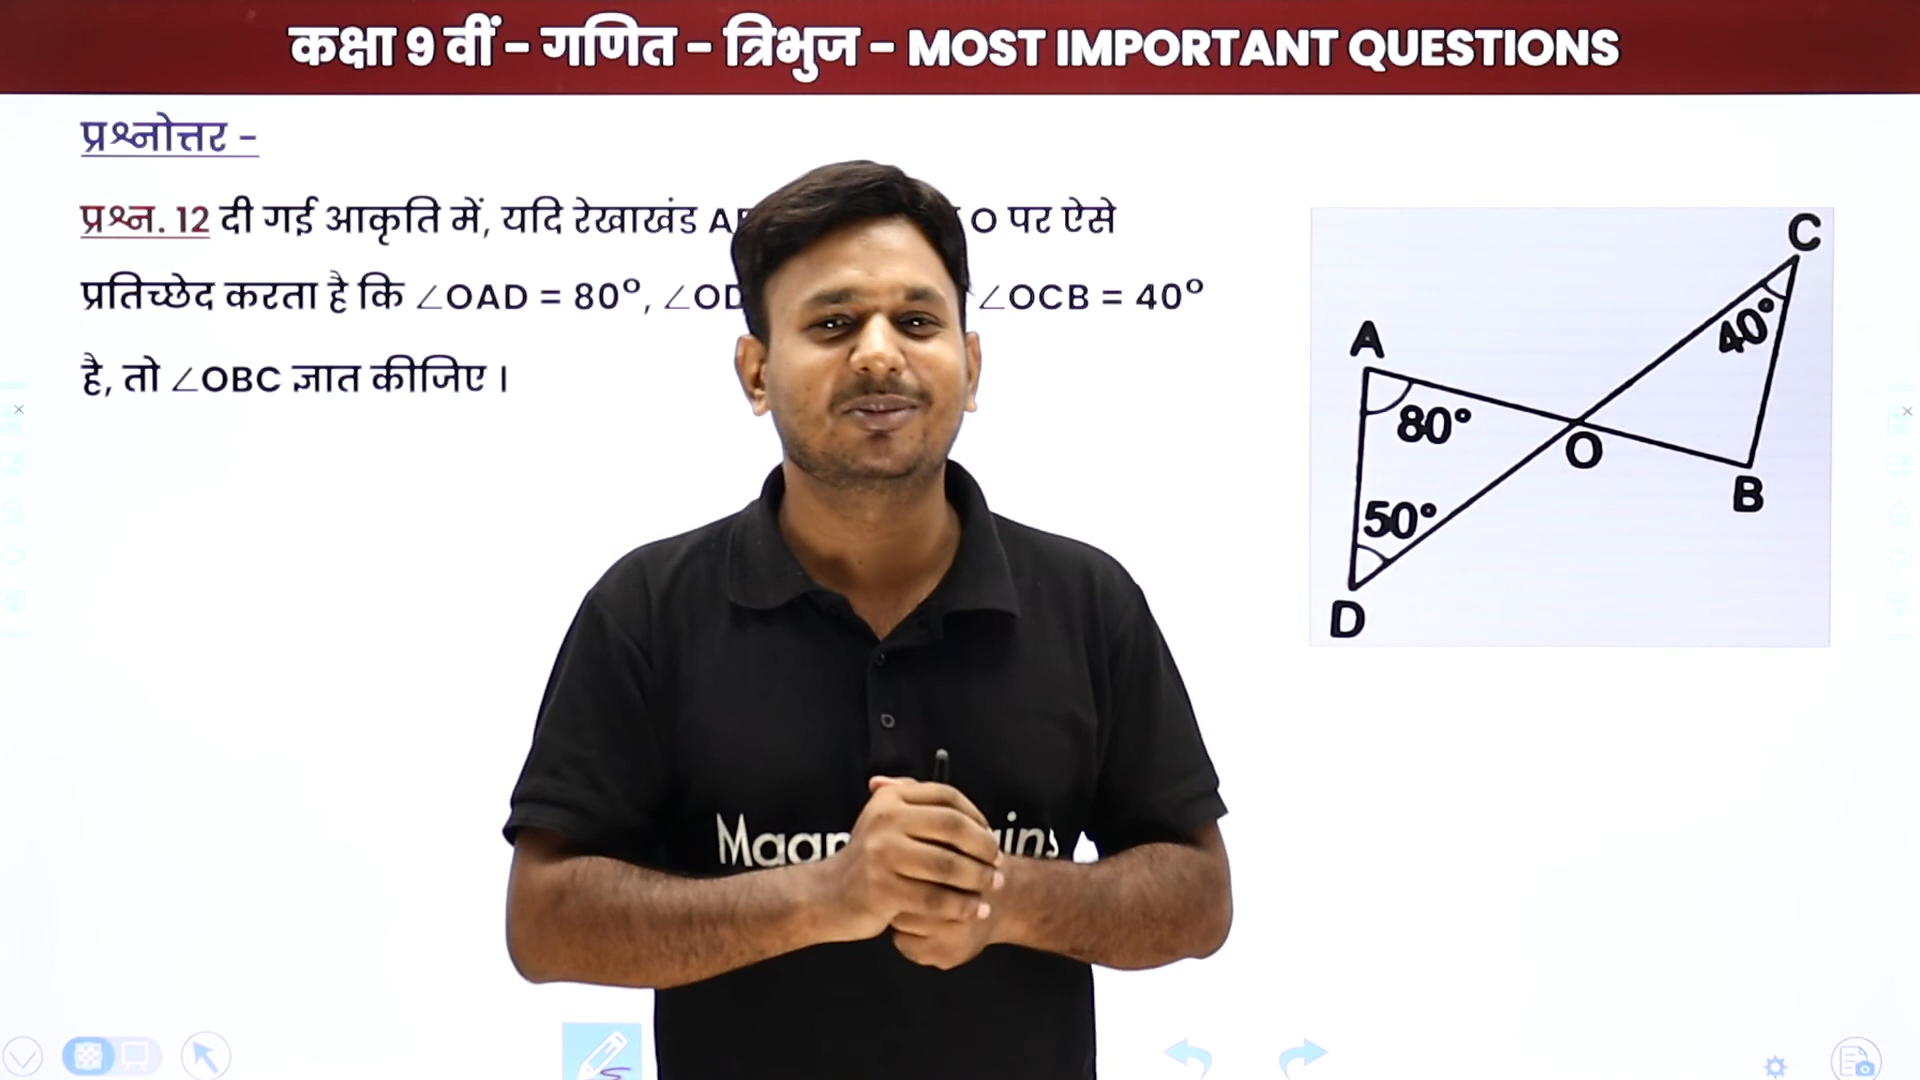 कक्षा 9 वीं - गणित - त्रिभुज - MOST IMPORTANT QUESTIONS
प्रश्नोत्तर -
प्रश्न. 12 दी गई आकृति में, यदि रेखाखंड O पर ऐसे
प्रतिच्छेद करता है कि ∠OAD = 80°, ∠OCB = 40°
है, तो ∠OBC ज्ञात कीजिए ।
C
40°
A
80°
O
B
50°
D